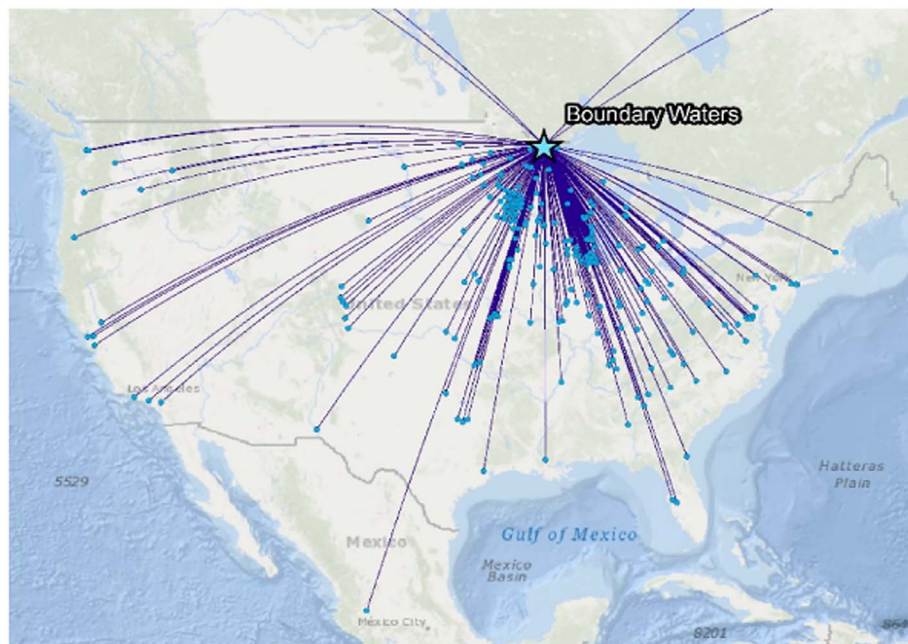 Boundary Waters
New York
United States
Los Angeles
5529
Hatteras
Plain
Gulf of Mexico
Mexico
Mexico
Basin
Mexico City
8201